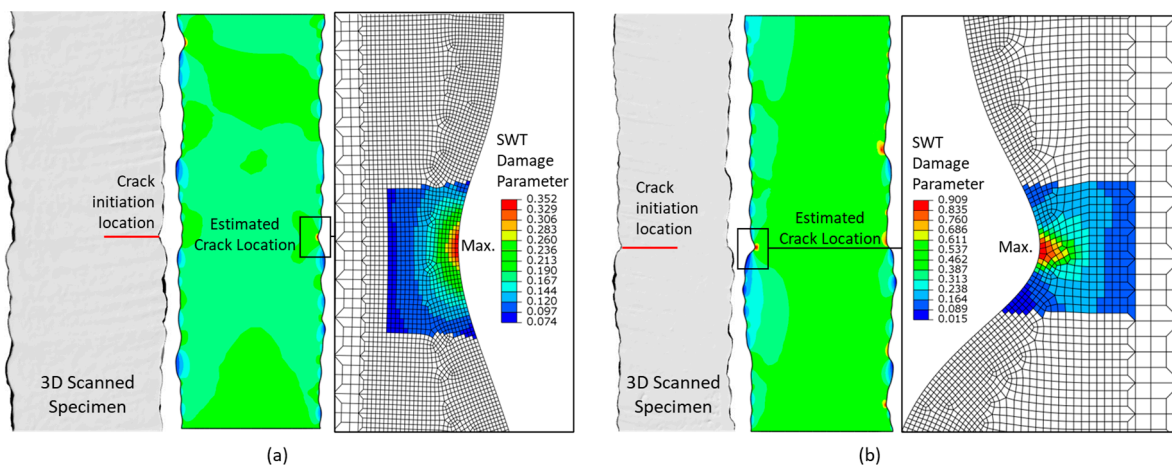 Crack
initiation
location
3D Scanned
Specimen
Estimated
Crack Location
Max.
SWT
Damage
Parameter
0.352
0.329
0.306
0.283
0.260
0.236
0.213
0.190
0.167
0.144
0.120
0.097
0.074
(a)
Crack
initiation
location
3D Scanned
Specimen
Estimated
Crack Location
SWT
Damage
Parameter
0.909
0.835
0.760
0.686
0.611
0.537
0.462
0.387
0.313
0.238
0.164
0.089
0.015
Max.
(b)